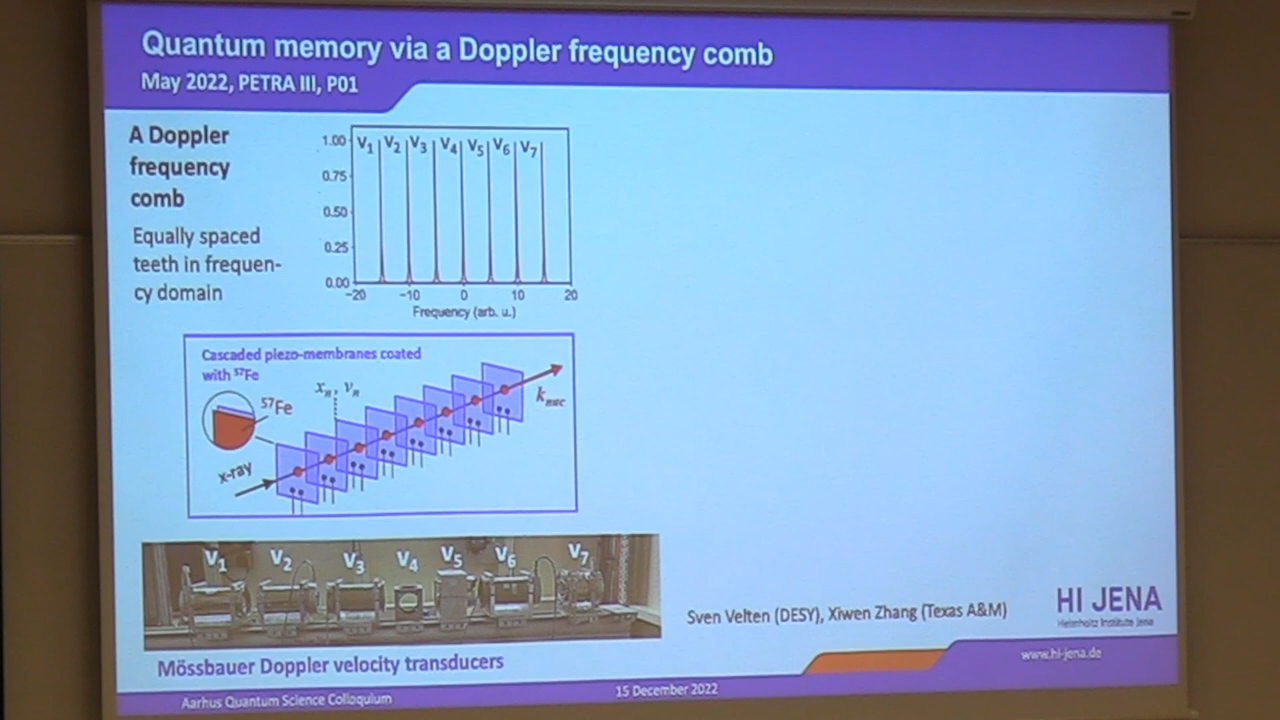 Quantum memory via a Doppler frequency comb
May 2022, PETRA III, P01
A Doppler
frequency
comb
Equally spaced
teeth in frequen-
cy domain
V1 V2 V3 V4 V5 V6 V7
1.00
0.75
0.50
0.25
0.00
−20 −10 0 10 20
Frequency (arb. u.)
Cascaded piezo-membranes coated
with ⁵⁷Fe
xn, vn
⁵⁷Fe
knuc
x-ray
V1 V2 V3 V4 V5 V6 V7
Mössbauer Doppler velocity transducers
Sven Velten (DESY), Xiwen Zhang (Texas A&M)
HI JENA
Helmholtz Institute Jena
www.hi-jena.de
Aarhus Quantum Science Colloquium
15 December 2022